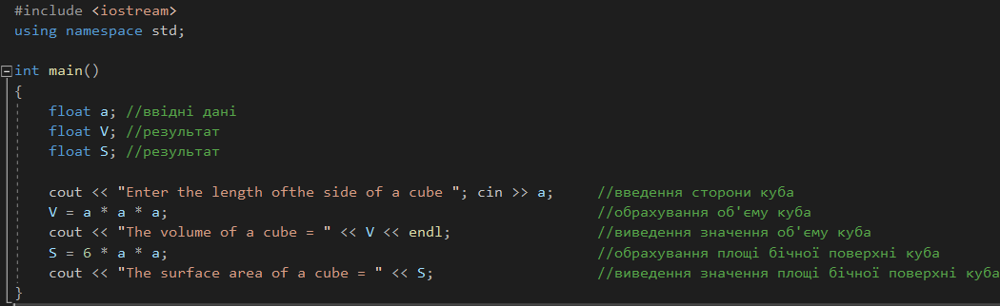 #include <iostream>
using namespace std;
int main()
{
float a; //ввідні дані
float V; //результат
float S; //результат
cout << "Enter the length ofthe side of a cube "; cin >> a; //введення сторони куба
V = a * a * a; //обрахування об'єму куба
cout << "The volume of a cube = " << V << endl; //виведення значення об'єму куба
S = 6 * a * a; //обрахування площі бічної поверхні куба
cout << "The surface area of a cube = " << S; //виведення значення площі бічної поверхні куба
}